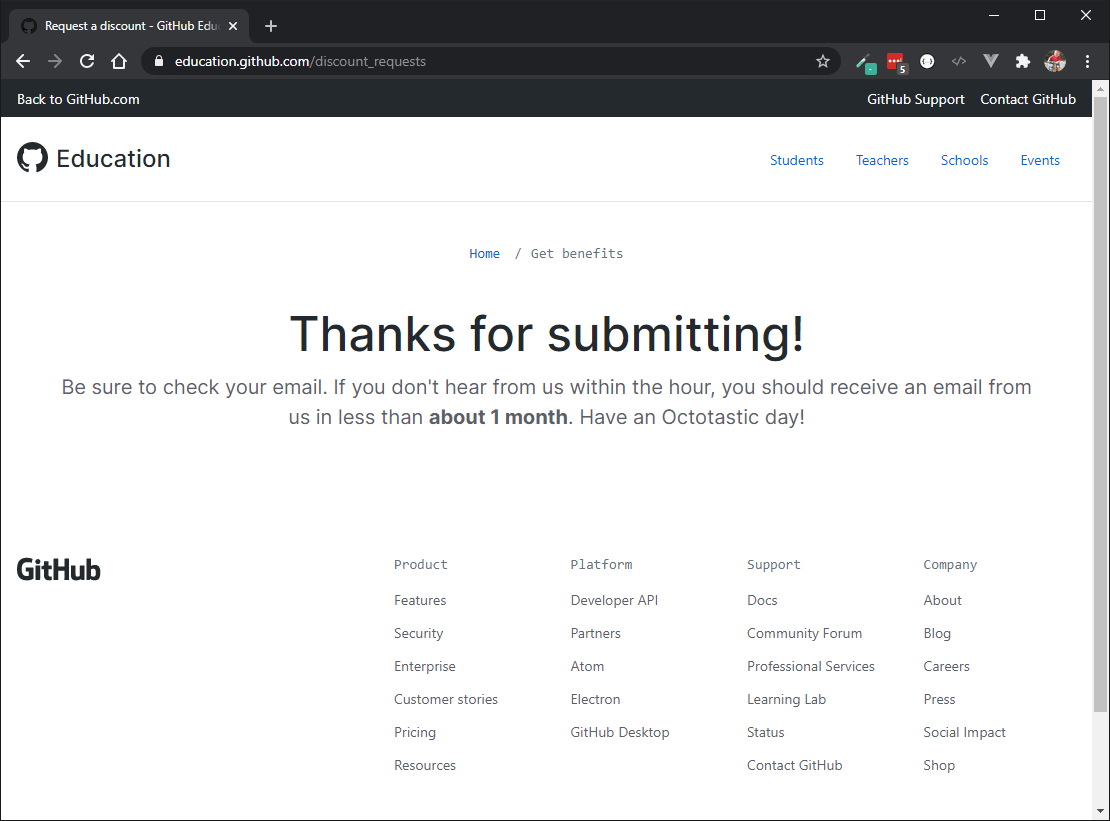 Request a discount - GitHub Edu
education.github.com/discount_requests
5
Back to GitHub.com
GitHub Support
Contact GitHub
Education
Students
Teachers
Schools
Events
Home / Get benefits
Thanks for submitting!
Be sure to check your email. If you don't hear from us within the hour, you should receive an email from
us in less than about 1 month. Have an Octotastic day!
GitHub
Product
Features
Security
Enterprise
Customer stories
Pricing
Resources
Platform
Developer API
Partners
Atom
Electron
GitHub Desktop
Support
Docs
Community Forum
Professional Services
Learning Lab
Status
Contact GitHub
Company
About
Blog
Careers
Press
Social Impact
Shop